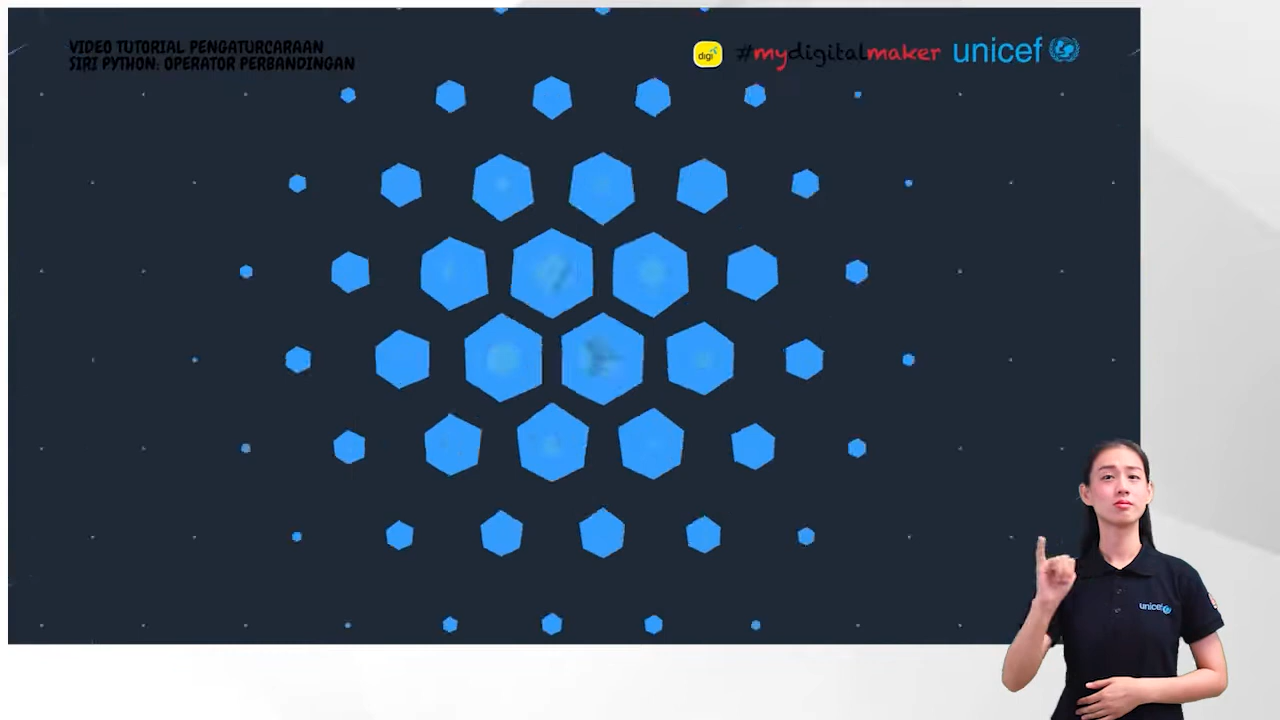 VIDEO TUTORIAL PENGATURCARAAN
SIRI PYTHON: OPERATOR PERBANDINGAN
digi
#mydigitalmaker
unicef
unicef